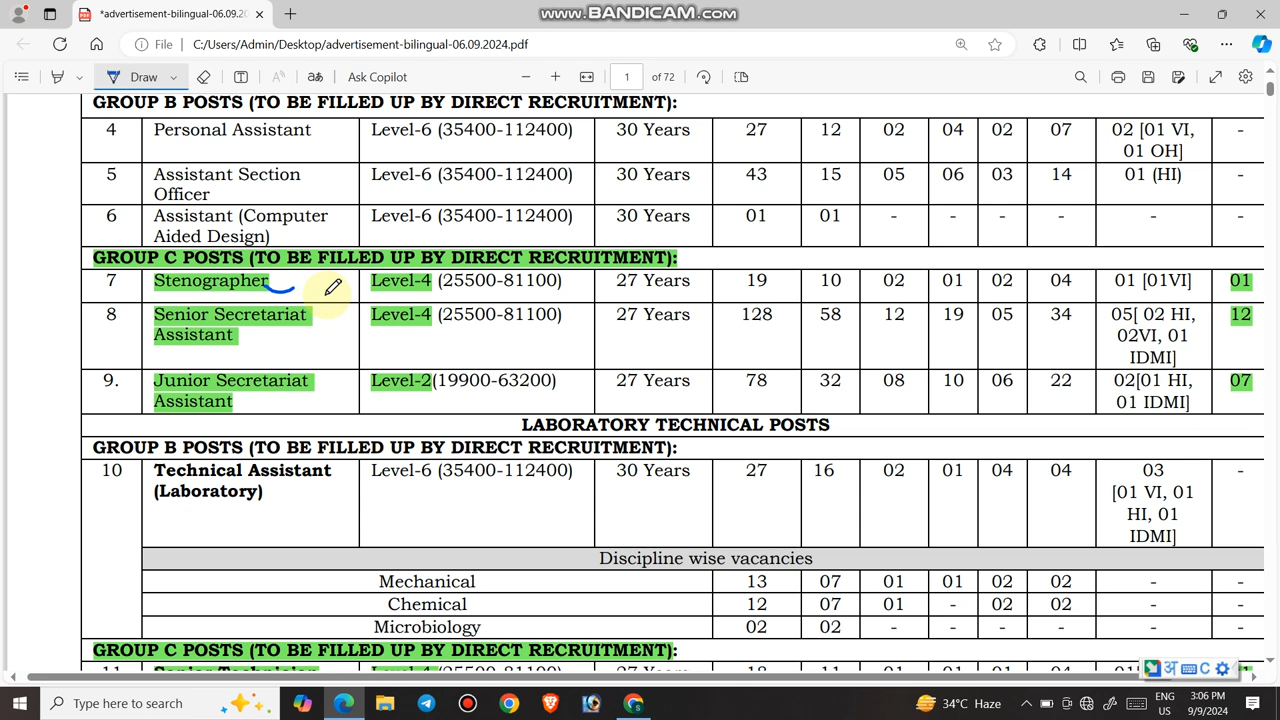 *advertisement-bilingual-06.09.20
www.BANDICAM.com
File
C:/Users/Admin/Desktop/advertisement-bilingual-06.09.2024.pdf
Draw
Ask Copilot
1 of 72
GROUP B POSTS (TO BE FILLED UP BY DIRECT RECRUITMENT):
4 Personal Assistant Level-6 (35400-112400) 30 Years 27 12 02 04 02 07 02 [01 VI, -
01 OH]
5 Assistant Section Level-6 (35400-112400) 30 Years 43 15 05 06 03 14 01 (HI) -
Officer
6 Assistant (Computer Level-6 (35400-112400) 30 Years 01 01 - - - - - -
Aided Design)
GROUP C POSTS (TO BE FILLED UP BY DIRECT RECRUITMENT):
7 Stenographer Level-4 (25500-81100) 27 Years 19 10 02 01 02 04 01 [01VI] 01
8 Senior Secretariat Level-4 (25500-81100) 27 Years 128 58 12 19 05 34 05[ 02 HI, 12
Assistant 02VI, 01
IDMI]
9. Junior Secretariat Level-2(19900-63200) 27 Years 78 32 08 10 06 22 02[01 HI, 07
Assistant 01 IDMI]
LABORATORY TECHNICAL POSTS
GROUP B POSTS (TO BE FILLED UP BY DIRECT RECRUITMENT):
10 Technical Assistant Level-6 (35400-112400) 30 Years 27 16 02 01 04 04 03 -
(Laboratory) [01 VI, 01
HI, 01
IDMI]
Discipline wise vacancies
Mechanical 13 07 01 01 02 02 - -
Chemical 12 07 01 - 02 02 - -
Microbiology 02 02 - - - - - -
GROUP C POSTS (TO BE FILLED UP BY DIRECT RECRUITMENT):
Type here to search
34°C Haze
ENG
US
3:06 PM
9/9/2024